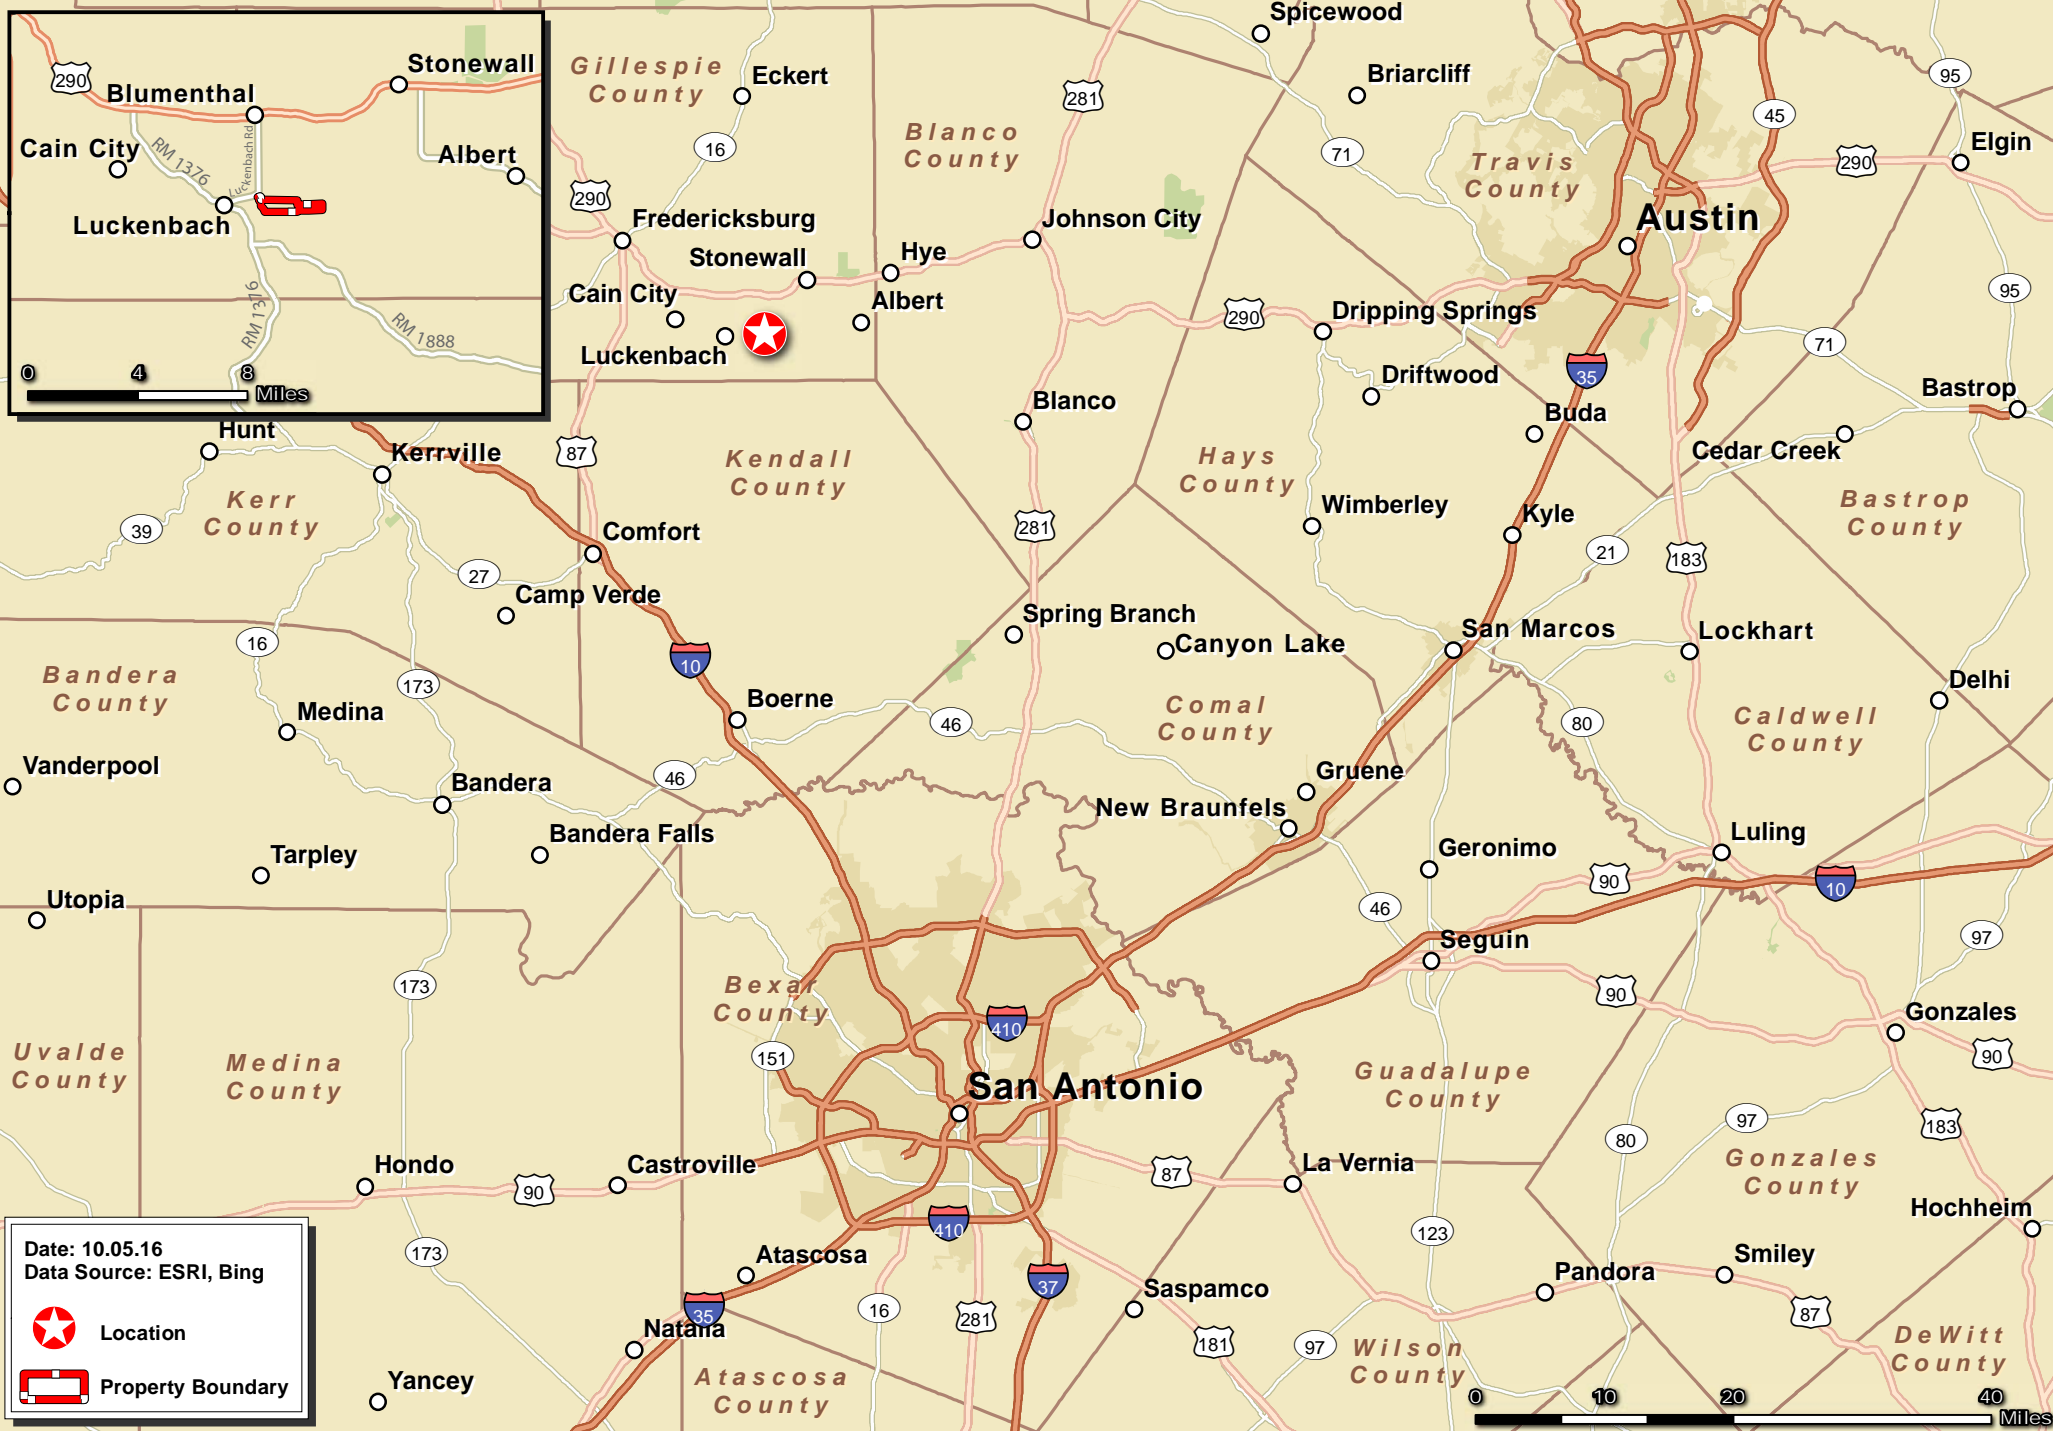 290
Stonewall
Blumenthal
Cain City
RM 1376
Luckenbach Rd
Albert
Luckenbach
RM 1376
RM 1888
0 4 8
Miles
Spicewood
Gillespie
County
Eckert
Briarcliff
95
281
45
Blanco
County
16
71
Travis
County
290
Elgin
290
Fredericksburg
Johnson City
Austin
Stonewall
Hye
Cain City
Albert
290
Dripping Springs
95
Luckenbach
71
35
Driftwood
Bastrop
Blanco
Buda
Hunt
Kerrville
87
Kendall
County
Hays
County
Cedar Creek
Kerr
County
39
Comfort
281
Wimberley
Kyle
Bastrop
County
21
183
27
Camp Verde
Spring Branch
Canyon Lake
San Marcos
Lockhart
16
10
Bandera
County
173
Medina
Boerne
46
Comal
County
80
Caldwell
County
Delhi
Vanderpool
46
Bandera
Gruene
New Braunfels
Bandera Falls
Luling
Tarpley
Geronimo
90
10
Utopia
46
Seguin
97
173
Bexar
County
90
410
Gonzales
Uvalde
County
Medina
County
151
90
San Antonio
Guadalupe
County
97
183
80
Hondo
90
Castroville
87
La Vernia
Gonzales
County
410
123
Hochheim
Date: 10.05.16
Data Source: ESRI, Bing
173
Atascosa
37
Saspamco
Pandora
Smiley
Location
35
Natalia
16
281
181
97
Wilson
County
87
DeWitt
County
Property Boundary
Yancey
Atascosa
County
0 10 20 40
Miles